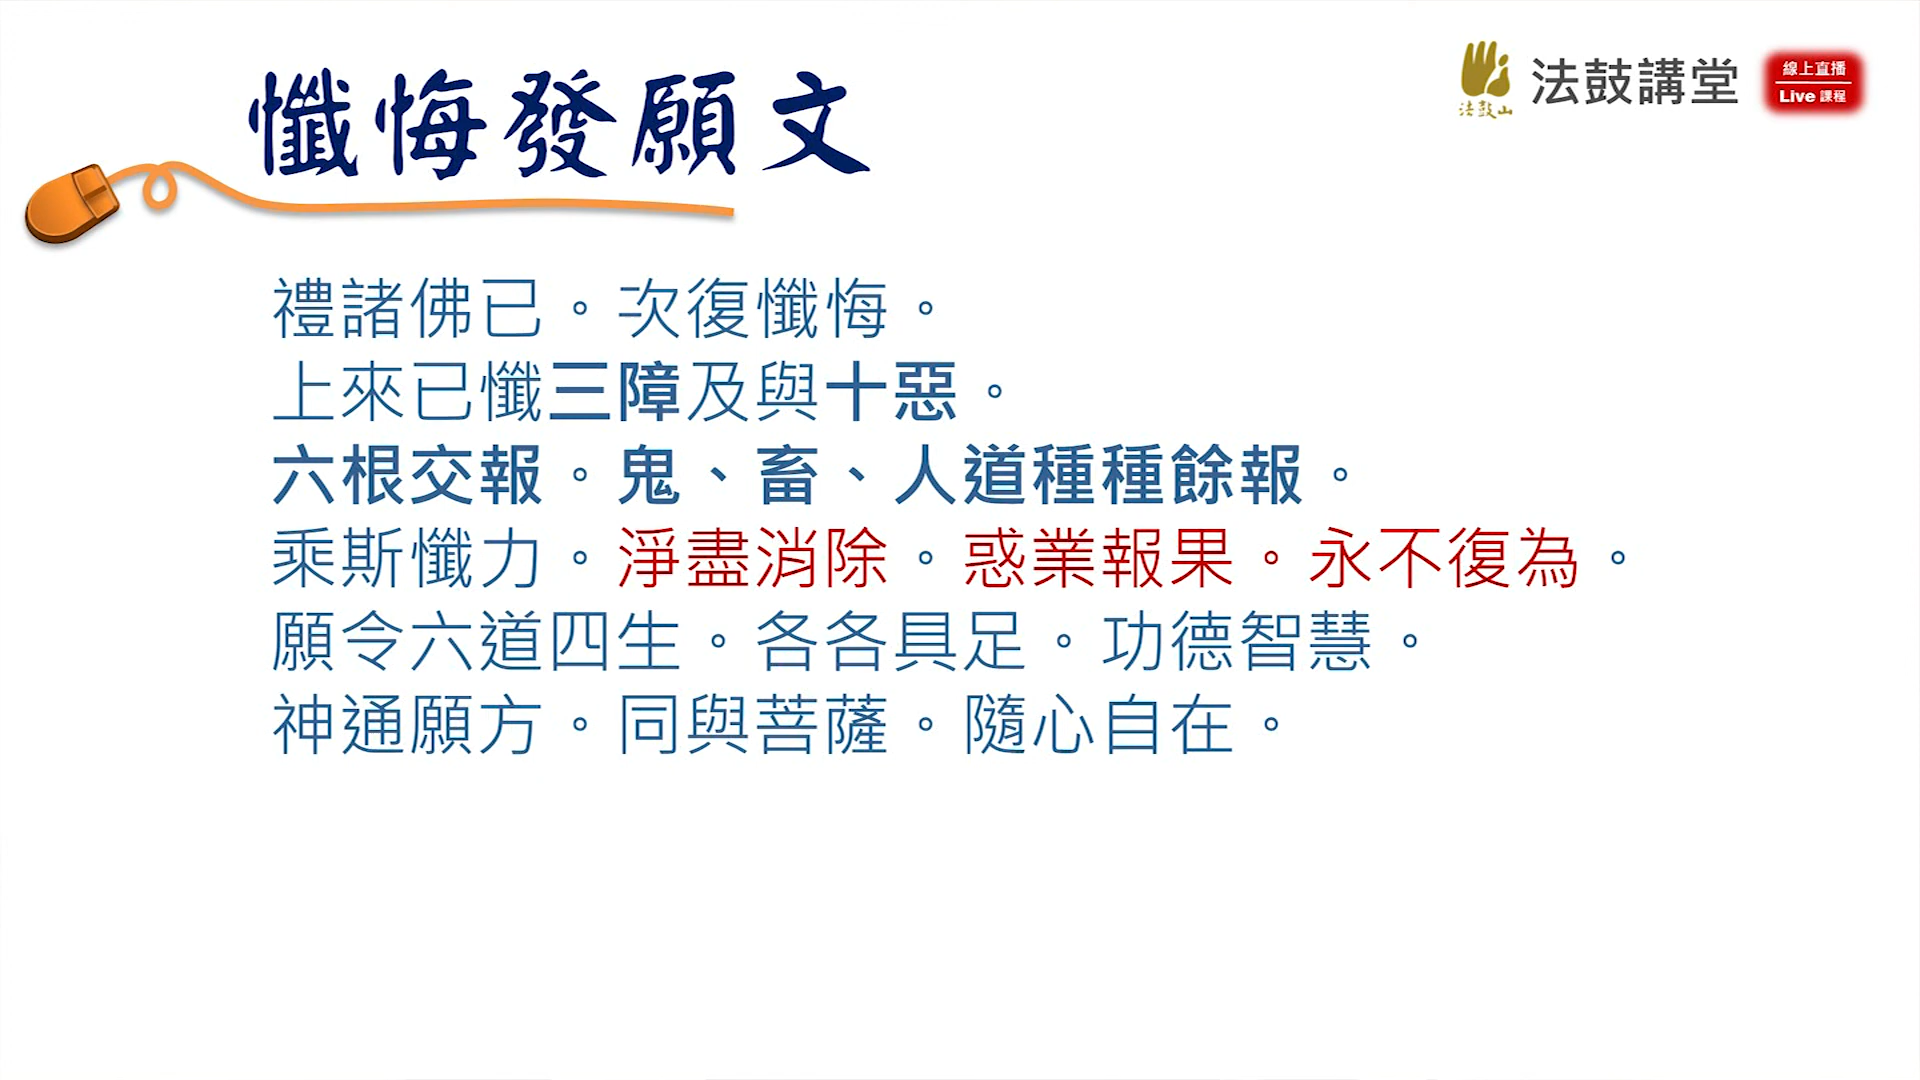 懺悔發願文
法鼓山
法鼓講堂
線上直播
Live 課程
禮諸佛已。次復懺悔。
上來已懺三障及與十惡。
六根交報。鬼、畜、人道種種餘報。
乘斯懺力。淨盡消除。惑業報果。永不復為。
願令六道四生。各各具足。功德智慧。
神通願方。同與菩薩。隨心自在。